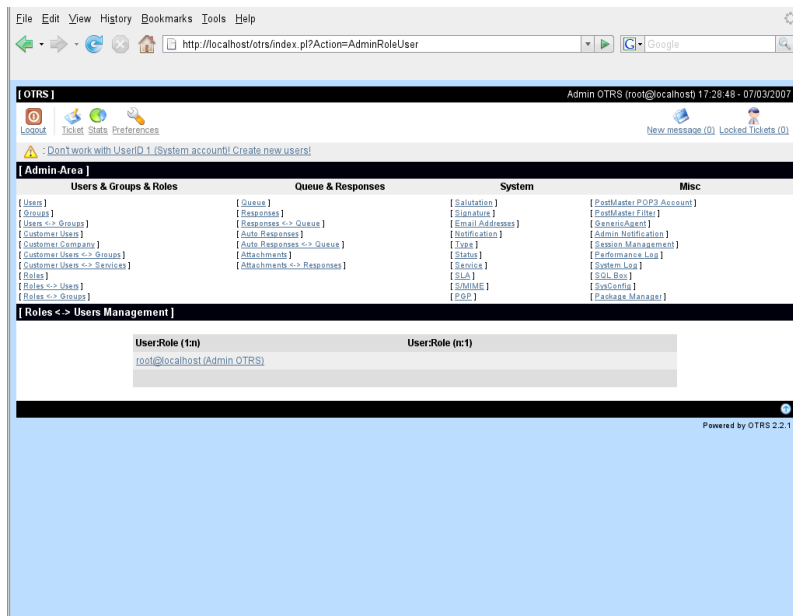 File Edit View History Bookmarks Tools Help
http://localhost/otrs/index.pl?Action=AdminRoleUser
G Google
[ OTRS ]
Admin OTRS (root@localhost) 17:28:48 - 07/03/2007
Logout Ticket Stats Preferences
New message (0) Locked Tickets (0)
: Don't work with UserID 1 (System account)! Create new users!
[ Admin-Area ]
Users & Groups & Roles
[ Users ]
[ Groups ]
[ Users <-> Groups ]
[ Customer Users ]
[ Customer Company ]
[ Customer Users <-> Groups ]
[ Customer Users <-> Services ]
[ Roles ]
[ Roles <-> Users ]
[ Roles <-> Groups ]
Queue & Responses
[ Queue ]
[ Responses ]
[ Responses <-> Queue ]
[ Auto Responses ]
[ Auto Responses <-> Queue ]
[ Attachments ]
[ Attachments <-> Responses ]
System
[ Salutation ]
[ Signature ]
[ Email Addresses ]
[ Notification ]
[ Type ]
[ Status ]
[ Service ]
[ SLA ]
[ S/MIME ]
[ PGP ]
Misc
[ PostMaster POP3 Account ]
[ PostMaster Filter ]
[ GenericAgent ]
[ Admin Notification ]
[ Session Management ]
[ Performance Log ]
[ System Log ]
[ SQL Box ]
[ SysConfig ]
[ Package Manager ]
[ Roles <-> Users Management ]
User:Role (1:n) User:Role (n:1)
root@localhost (Admin OTRS)
Powered by OTRS 2.2.1